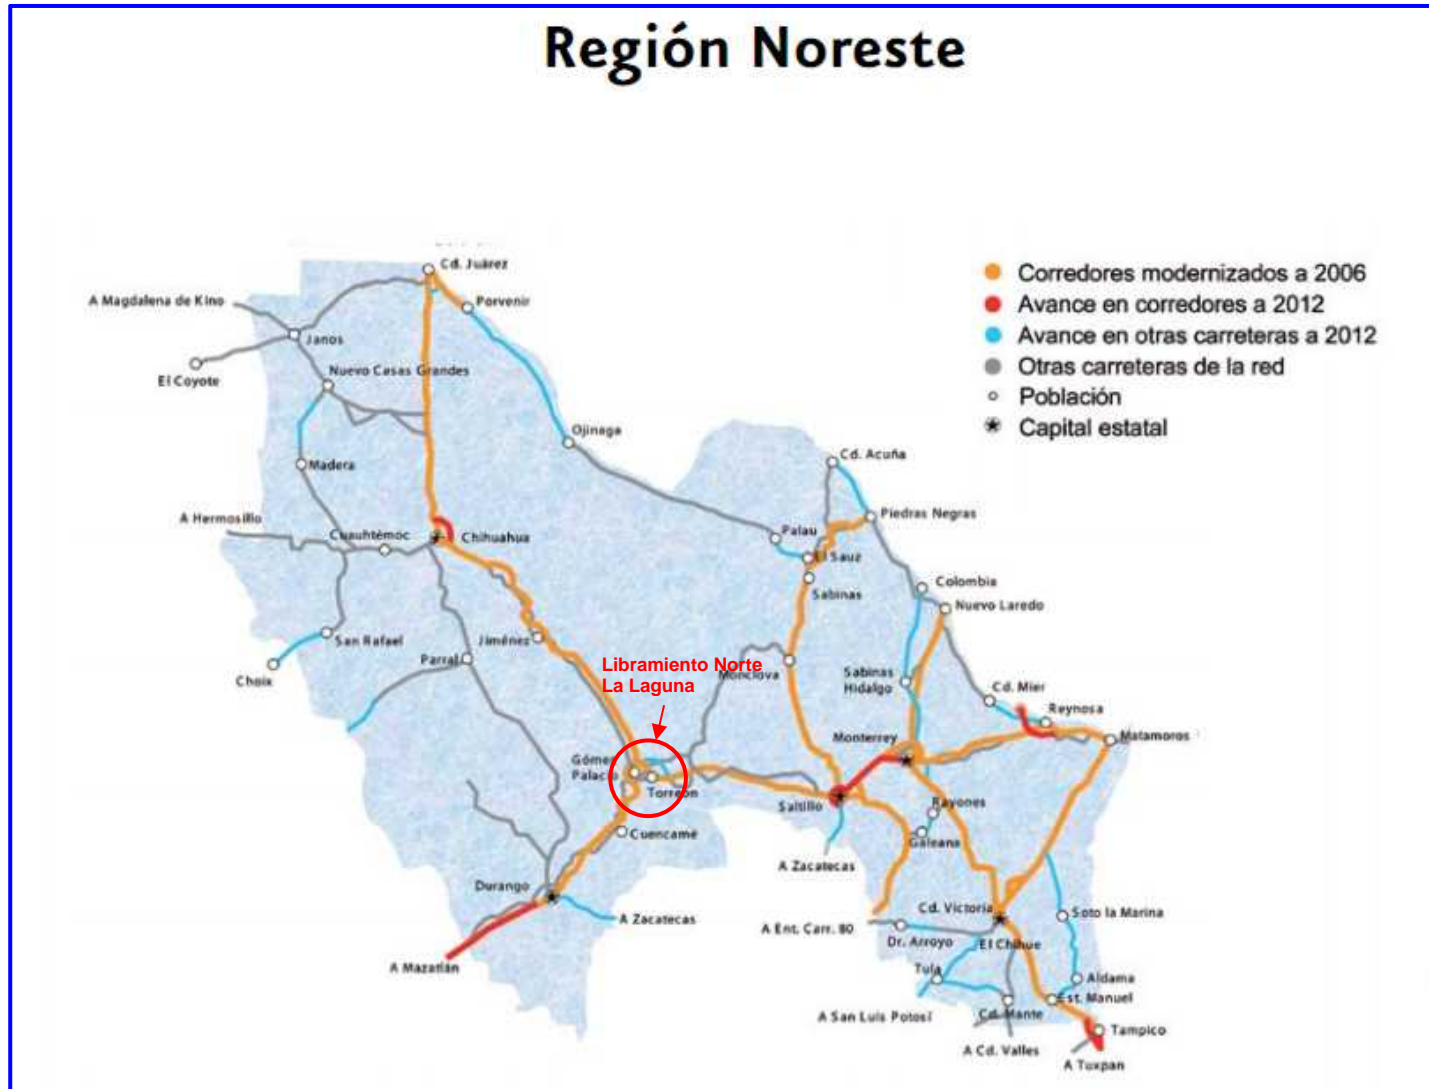 Región Noreste
Corredores modernizados a 2006
Avance en corredores a 2012
Avance en otras carreteras a 2012
Otras carreteras de la red
Población
Capital estatal
Cd. Juárez
A Magdalena de Kino
Porvenir
Janos
El Coyote
Nuevo Casas Grandes
Ojinaga
Madera
Cd. Acuña
A Hermosillo
Piedras Negras
Cuauhtémoc
Chihuahua
Palau
El Sauz
Sabinas
Colombia
Nuevo Laredo
San Rafael
Jiménez
Parral
Choix
Libramiento Norte
La Laguna
Monclova
Sabinas
Hidalgo
Cd. Mier
Reynosa
Matamoros
Monterrey
Gómez
Palacio
Torreón
Saltillo
Rayones
Cuencamé
Galeana
A Zacatecas
Durango
A Zacatecas
Cd. Victoria
Soto la Marina
A Ent. Carr. 80
Dr. Arroyo
El Chihue
A Mazatlán
Tula
Aldama
Est. Manuel
A San Luis Potosí
Cd. Mante
Tampico
A Cd. Valles
A Tuxpan